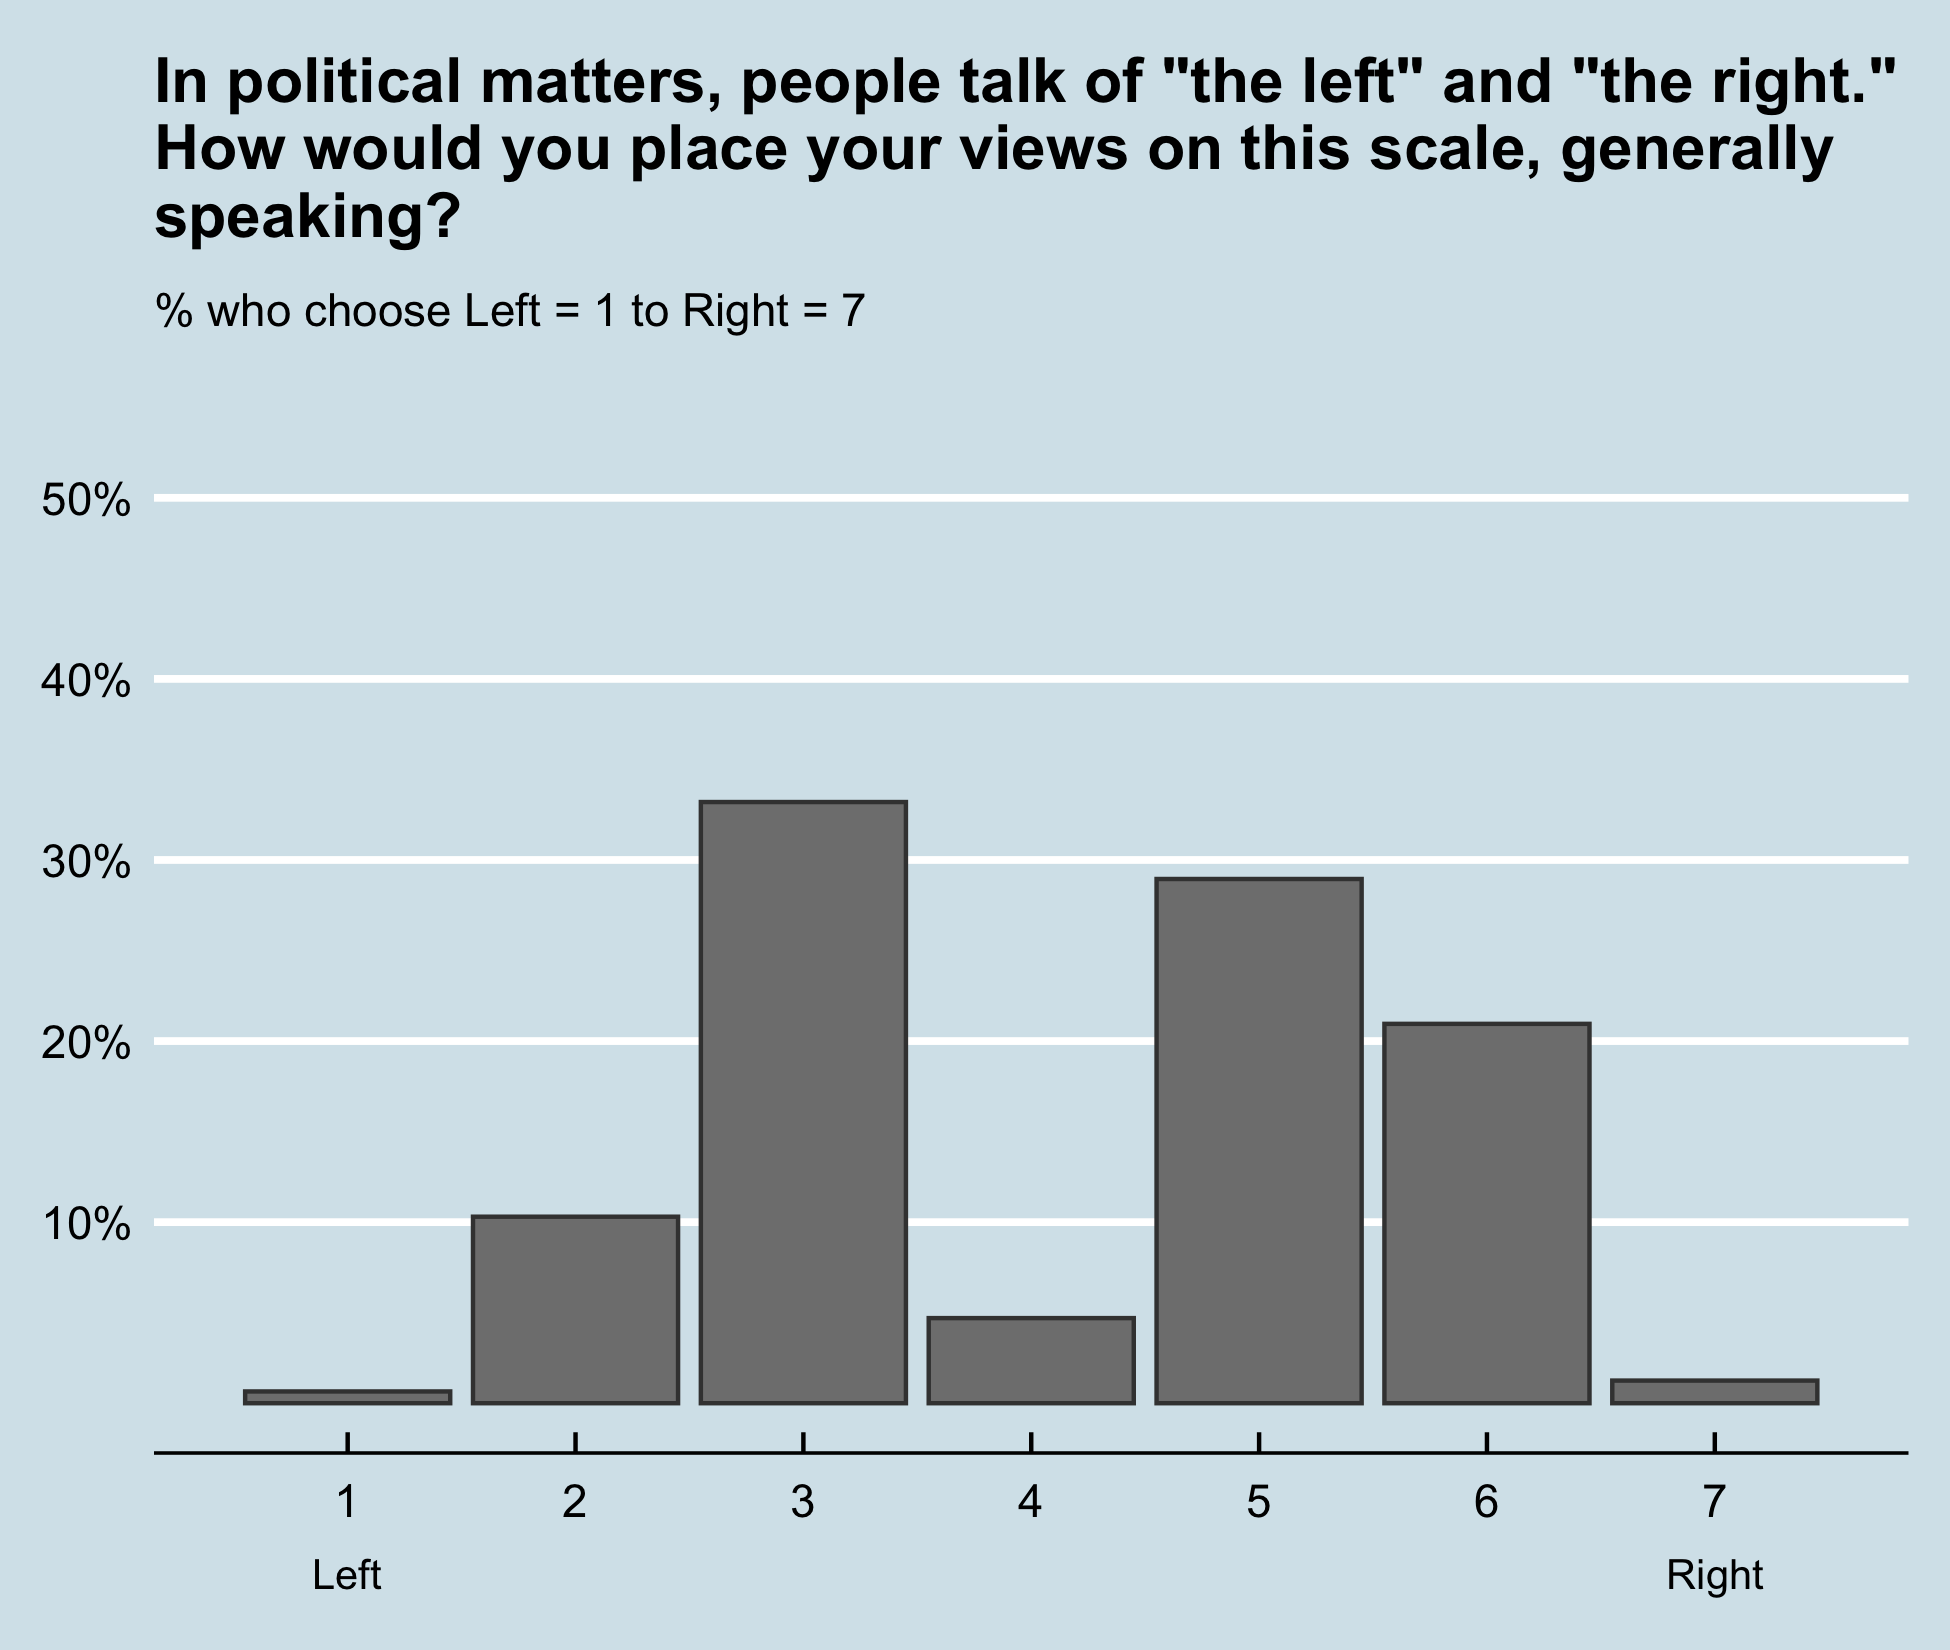 In political matters, people talk of "the left" and "the right."
How would you place your views on this scale, generally
speaking?
% who choose Left = 1 to Right = 7
50%
40%
30%
20%
10%
1 2 3 4 5 6 7
Left Right